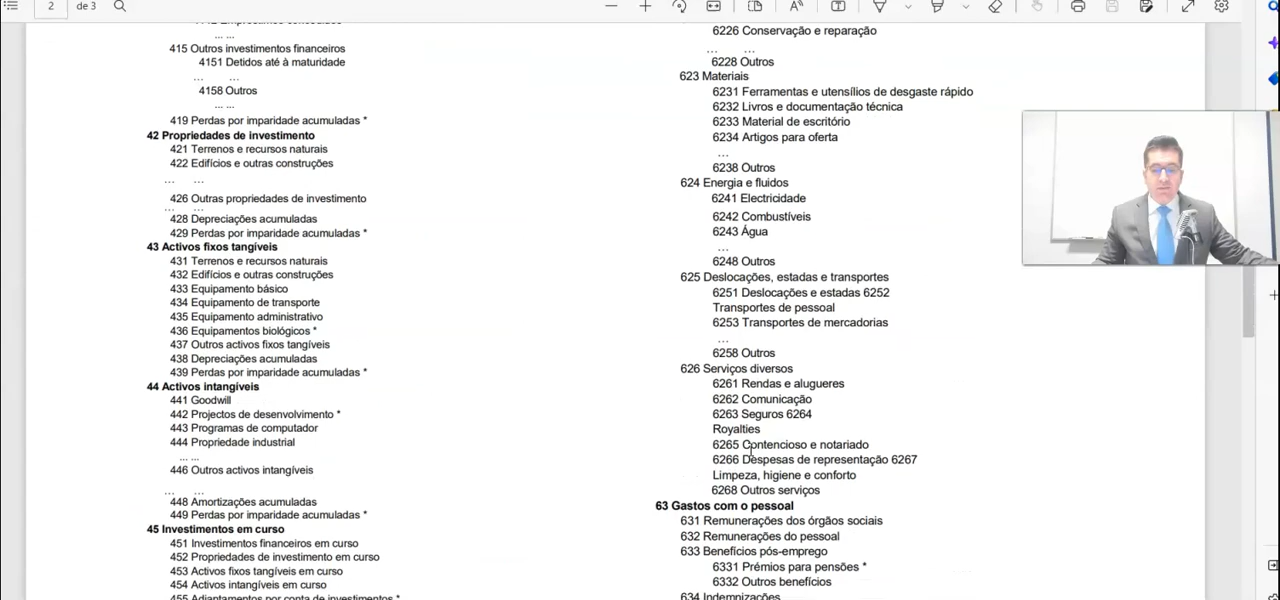 2
de 3
... ...
415 Outros investimentos financeiros
4151 Detidos até à maturidade
... ...
4158 Outros
... ...
419 Perdas por imparidade acumuladas *
42 Propriedades de investimento
421 Terrenos e recursos naturais
422 Edifícios e outras construções
... ...
426 Outras propriedades de investimento
... ...
428 Depreciações acumuladas
429 Perdas por imparidade acumuladas *
43 Activos fixos tangíveis
431 Terrenos e recursos naturais
432 Edifícios e outras construções
433 Equipamento básico
434 Equipamento de transporte
435 Equipamento administrativo
436 Equipamentos biológicos *
437 Outros activos fixos tangíveis
438 Depreciações acumuladas
439 Perdas por imparidade acumuladas *
44 Activos intangíveis
441 Goodwill
442 Projectos de desenvolvimento *
443 Programas de computador
444 Propriedade industrial
... ...
446 Outros activos intangíveis
... ...
448 Amortizações acumuladas
449 Perdas por imparidade acumuladas *
45 Investimentos em curso
451 Investimentos financeiros em curso
452 Propriedades de investimento em curso
453 Activos fixos tangíveis em curso
454 Activos intangíveis em curso
455 Adiantamentos por conta de investimentos *
6226 Conservação e reparação
... ...
6228 Outros
623 Materiais
6231 Ferramentas e utensílios de desgaste rápido
6232 Livros e documentação técnica
6233 Material de escritório
6234 Artigos para oferta
...
6238 Outros
624 Energia e fluidos
6241 Electricidade
6242 Combustíveis
6243 Água
...
6248 Outros
625 Deslocações, estadas e transportes
6251 Deslocações e estadas 6252
Transportes de pessoal
6253 Transportes de mercadorias
...
6258 Outros
626 Serviços diversos
6261 Rendas e alugueres
6262 Comunicação
6263 Seguros 6264
Royalties
6265 Contencioso e notariado
6266 Despesas de representação 6267
Limpeza, higiene e conforto
6268 Outros serviços
63 Gastos com o pessoal
631 Remunerações dos órgãos sociais
632 Remunerações do pessoal
633 Benefícios pós-emprego
6331 Prémios para pensões *
6332 Outros benefícios
634 Indemnizações